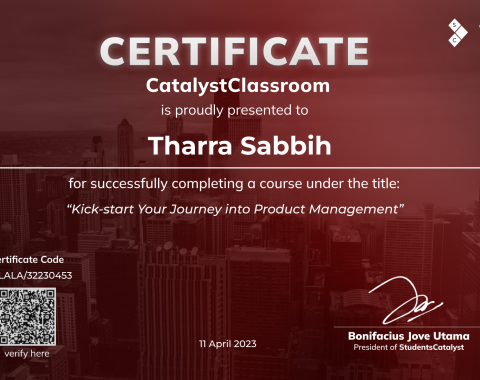 CERTIFICATE
S
C
CatalystClassroom
is proudly presented to
Tharra Sabbih
for successfully completing a course under the title:
“Kick-start Your Journey into Product Management”
ertificate Code
LALA/32230453
verify here
11 April 2023
Bonifacius Jove Utama
President of StudentsCatalyst